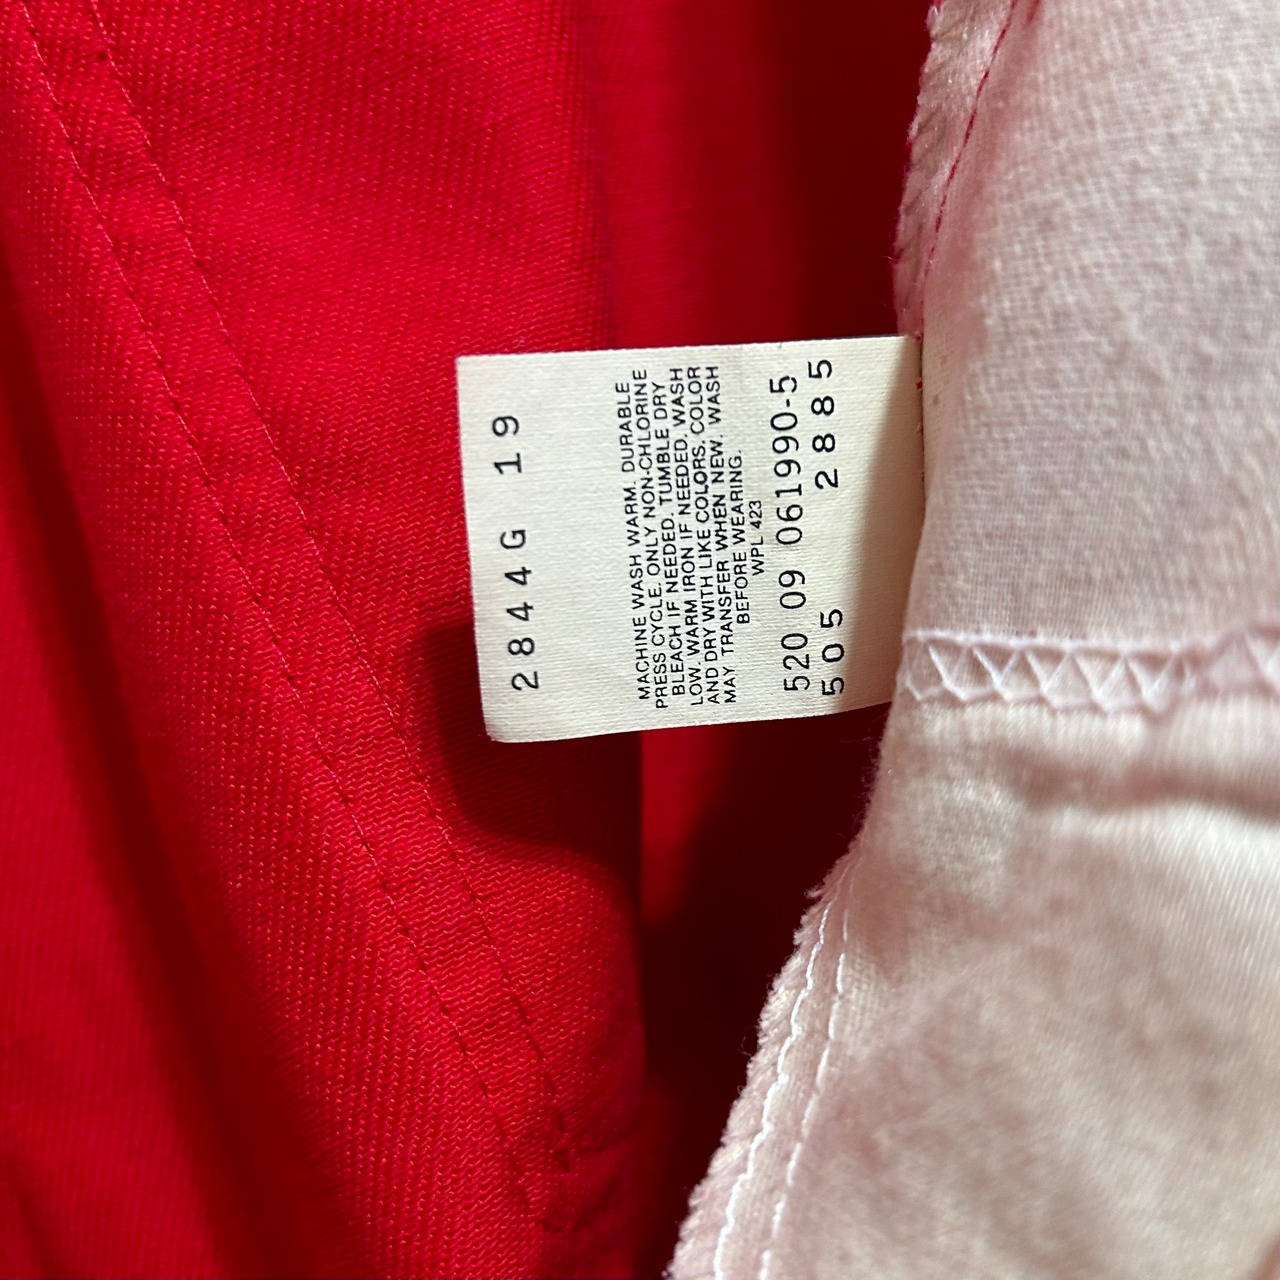 2844G 19
MACHINE WASH WARM. DURABLE
PRESS CYCLE. ONLY NON-CHLORINE
BLEACH IF NEEDED. TUMBLE DRY
LOW. WARM IRON IF NEEDED. WASH
AND DRY WITH LIKE COLORS. COLOR
MAY TRANSFER WHEN NEW. WASH
BEFORE WEARING.
WPL 423
520 09 061990-5
505 2885